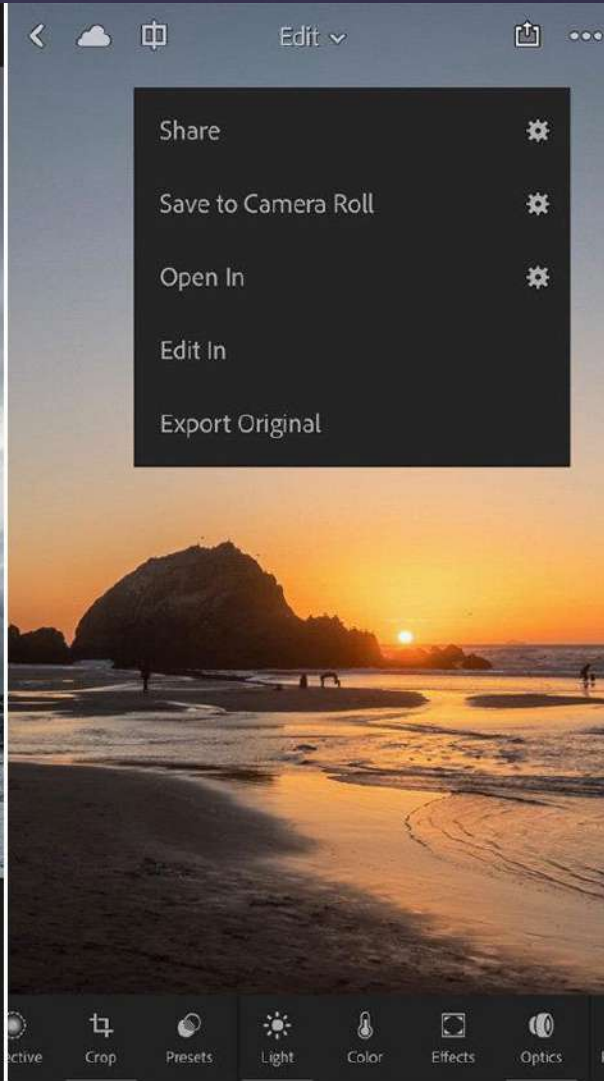 Edit
Share
Save to Camera Roll
Open In
Edit In
Export Original
ective
Crop
Presets
Light
Color
Effects
Optics